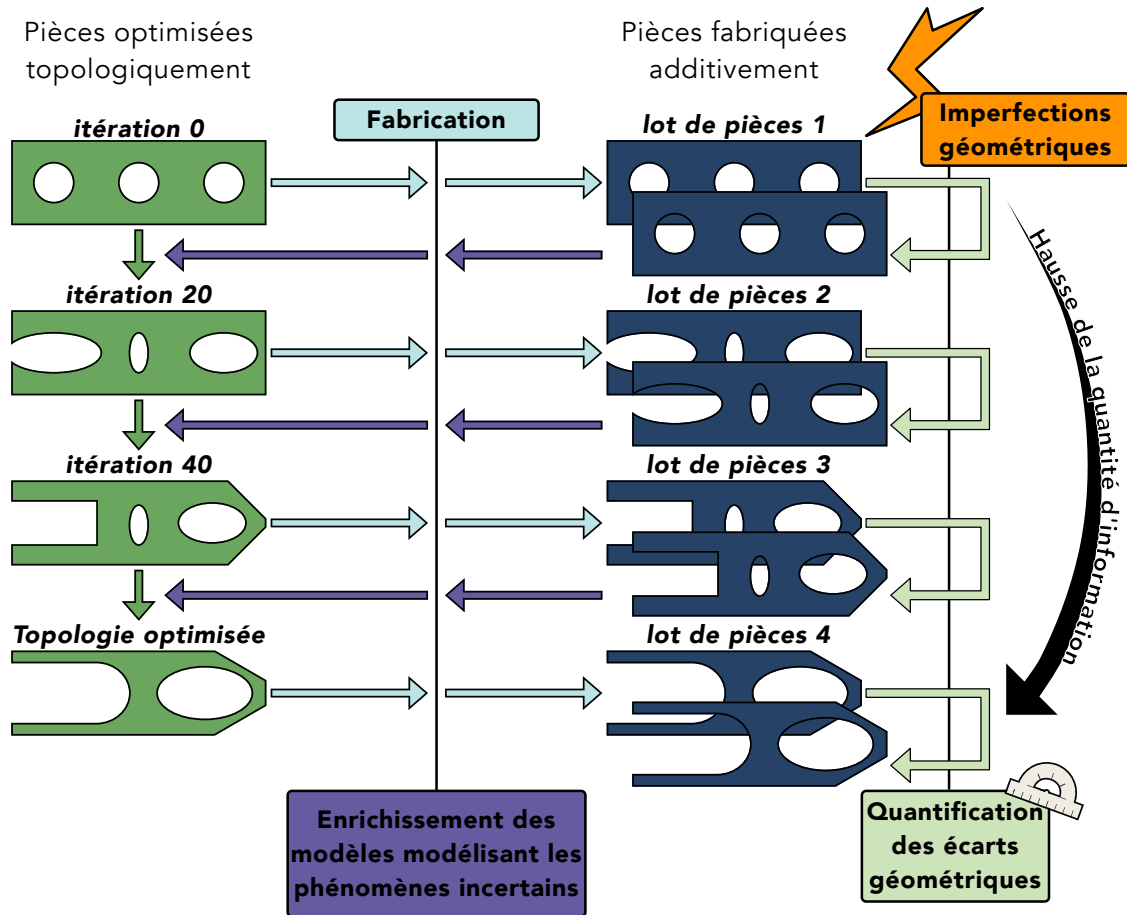 Pièces optimisées
topologiquement
Pièces fabriquées
additivement
Fabrication
Imperfections
géométriques
itération 0
lot de pièces 1
itération 20
lot de pièces 2
itération 40
lot de pièces 3
Topologie optimisée
lot de pièces 4
Hausse de la quantité d'information
Enrichissement des
modèles modélisant les
phénomènes incertains
Quantification
des écarts
géométriques